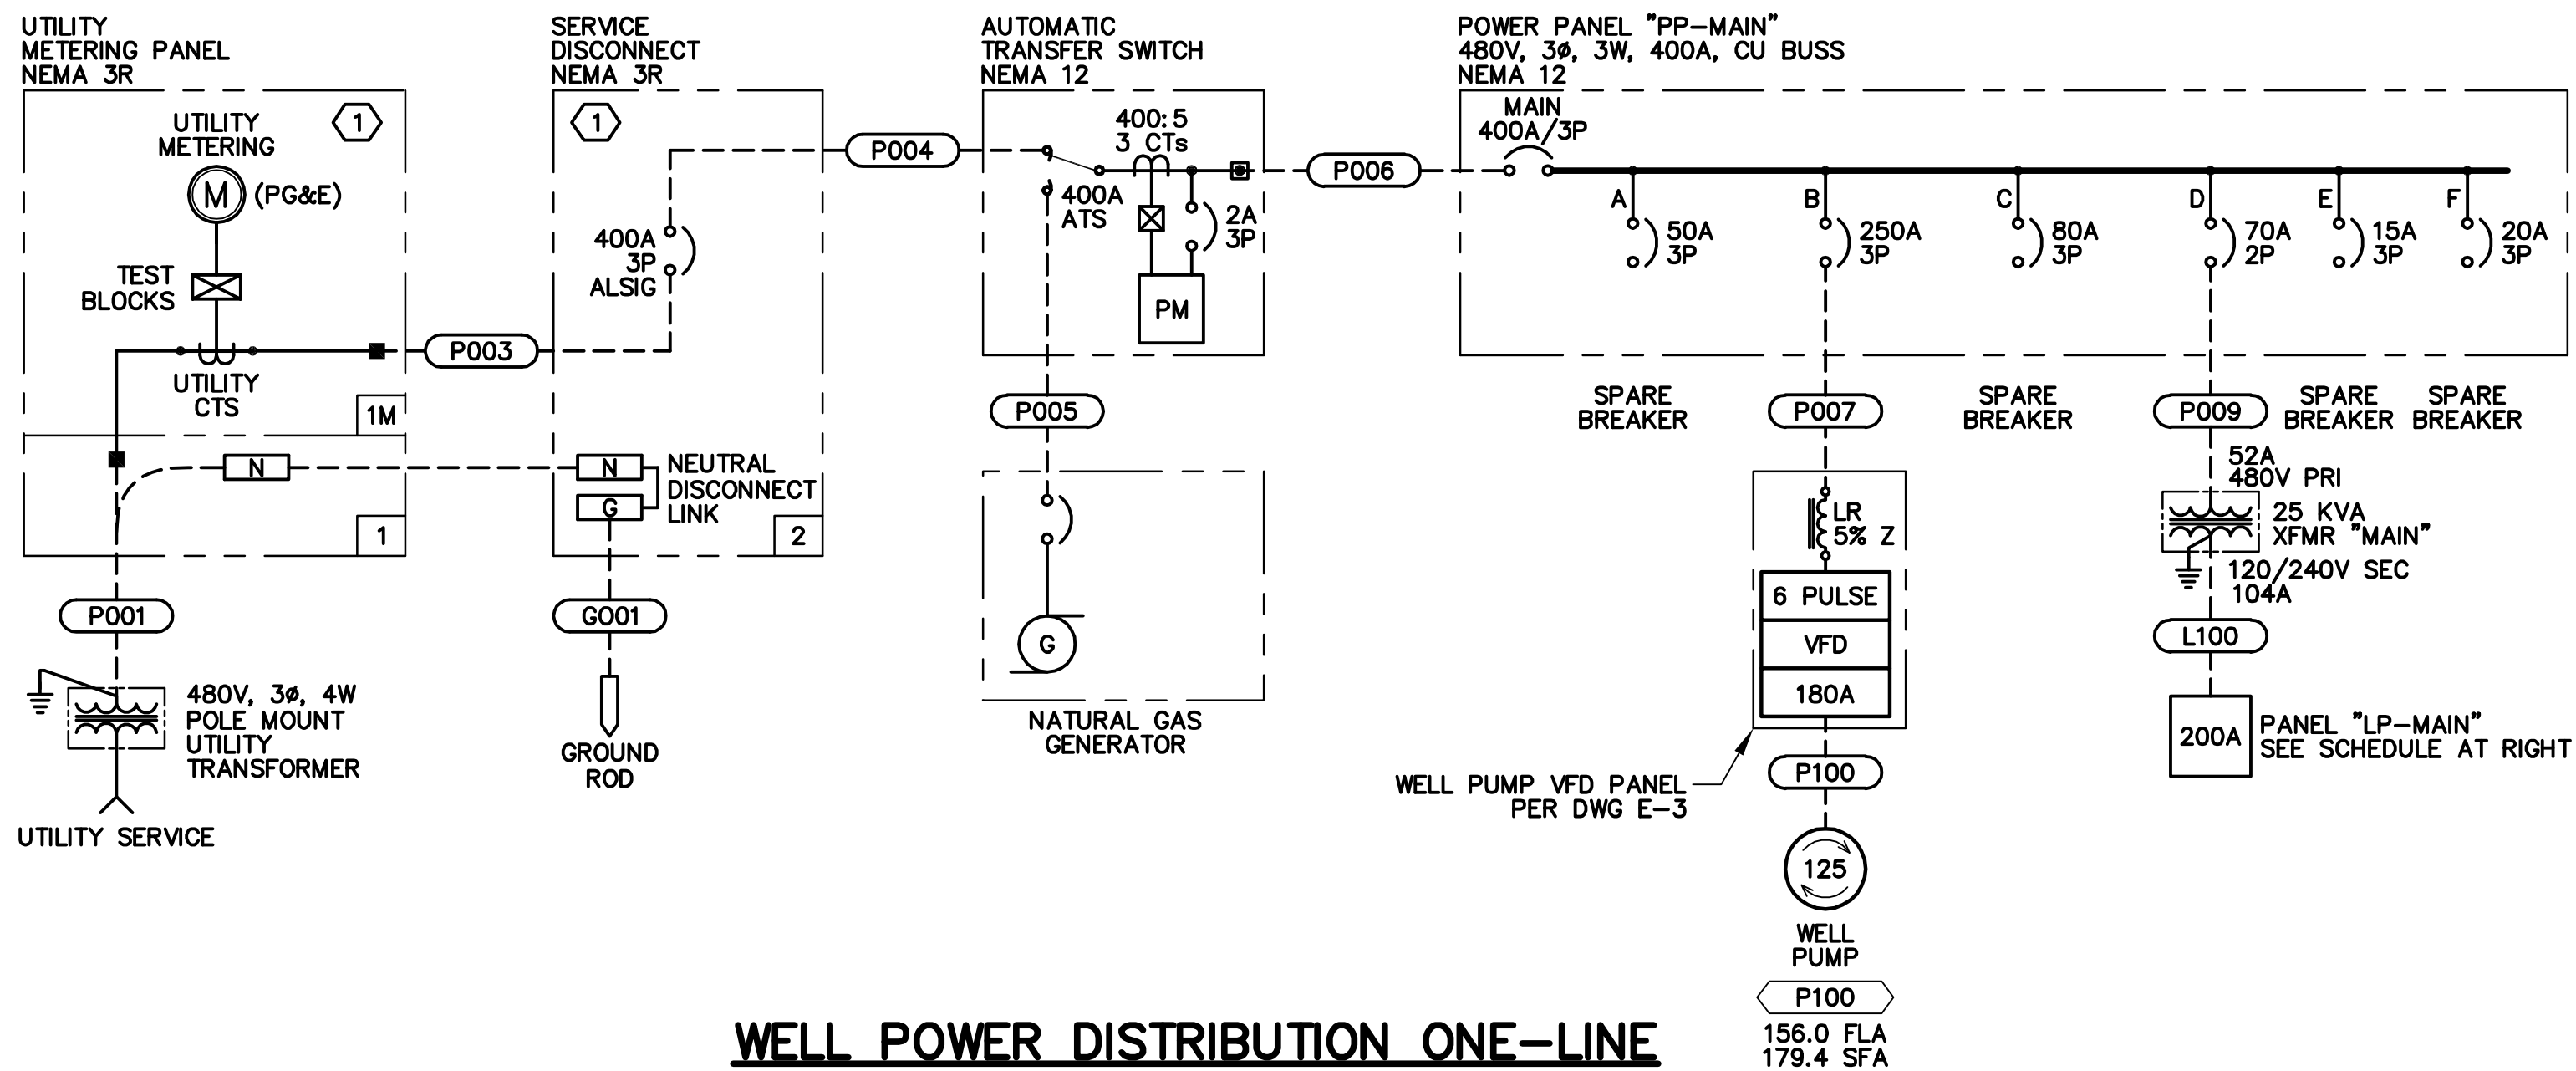 UTILITY
METERING PANEL
NEMA 3R
UTILITY
METERING
1
M
(PG&E)
TEST
BLOCKS
UTILITY
CTS
1M
N
1
P001
480V, 3ø, 4W
POLE MOUNT
UTILITY
TRANSFORMER
UTILITY SERVICE
P003
SERVICE
DISCONNECT
NEMA 3R
1
400A
3P
ALSIG
N
G
NEUTRAL
DISCONNECT
LINK
2
G001
GROUND
ROD
P004
AUTOMATIC
TRANSFER SWITCH
NEMA 12
400:5
3 CTs
400A
ATS
2A
3P
PM
P005
G
NATURAL GAS
GENERATOR
P006
POWER PANEL "PP-MAIN"
480V, 3ø, 3W, 400A, CU BUSS
NEMA 12
MAIN
400A/3P
A
50A
3P
B
250A
3P
C
80A
3P
D
70A
2P
E
15A
3P
F
20A
3P
SPARE
BREAKER
P007
SPARE
BREAKER
P009
SPARE
BREAKER
SPARE
BREAKER
LR
5% Z
6 PULSE
VFD
180A
WELL PUMP VFD PANEL
PER DWG E-3
P100
125
WELL
PUMP
P100
156.0 FLA
179.4 SFA
52A
480V PRI
25 KVA
XFMR "MAIN"
120/240V SEC
104A
L100
200A
PANEL "LP-MAIN"
SEE SCHEDULE AT RIGHT
WELL POWER DISTRIBUTION ONE-LINE